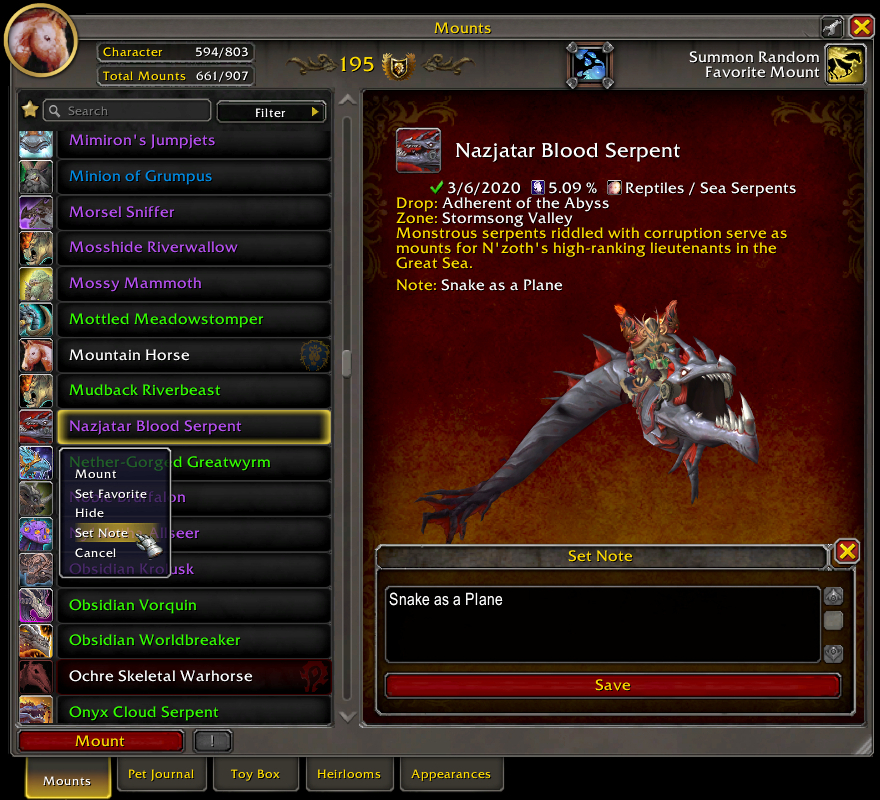 Mounts
Character 594/803
Total Mounts 661/907
195
Summon Random
Favorite Mount
Search
Filter
Mimiron's Jumpjets
Minion of Grumpus
Morsel Sniffer
Mosshide Riverwallow
Mossy Mammoth
Mottled Meadowstomper
Mountain Horse
Mudback Riverbeast
Nazjatar Blood Serpent
Nether-Gorged Greatwyrm
Mount
Set Favorite
Hide
Set Note
Cancel
Obsidian Vorquin
Obsidian Worldbreaker
Ochre Skeletal Warhorse
Onyx Cloud Serpent
Mount
!
Nazjatar Blood Serpent
3/6/2020 5.09 % Reptiles / Sea Serpents
Drop: Adherent of the Abyss
Zone: Stormsong Valley
Monstrous serpents riddled with corruption serve as
mounts for N'zoth's high-ranking lieutenants in the
Great Sea.
Note: Snake as a Plane
Set Note
Snake as a Plane
Save
Mounts
Pet Journal
Toy Box
Heirlooms
Appearances